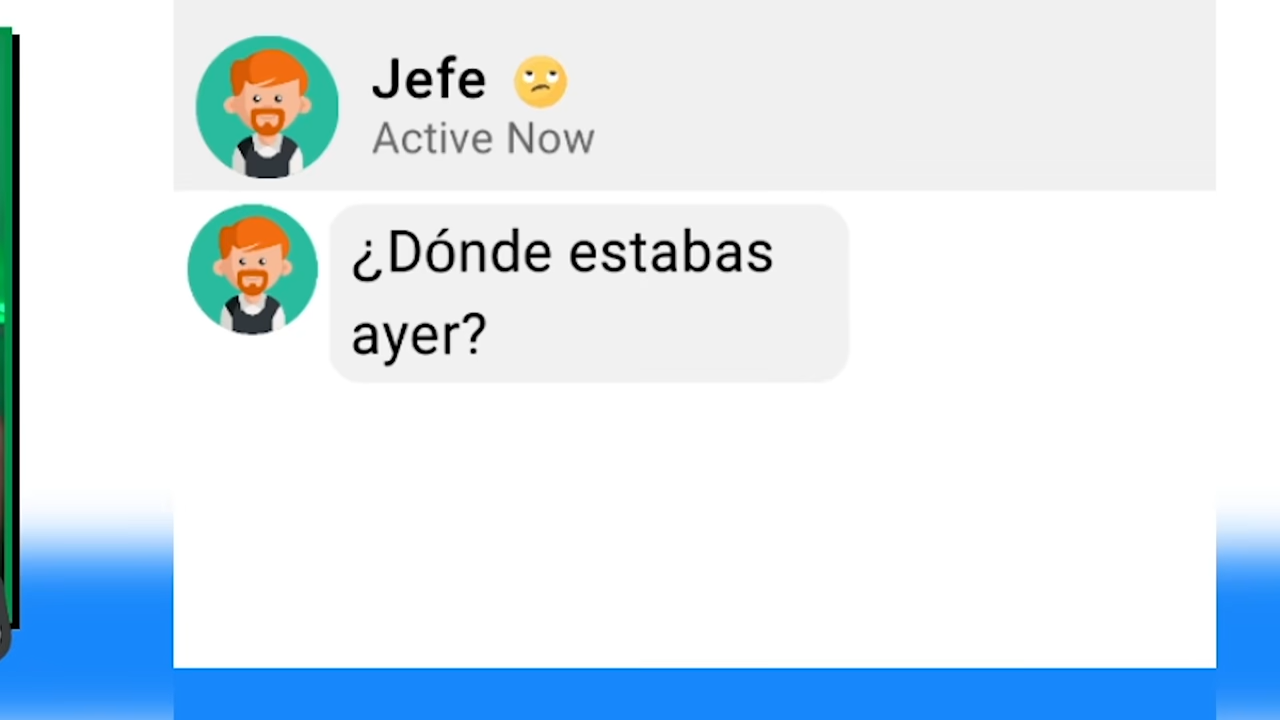 Jefe 🙄
Active Now
¿Dónde estabas
ayer?